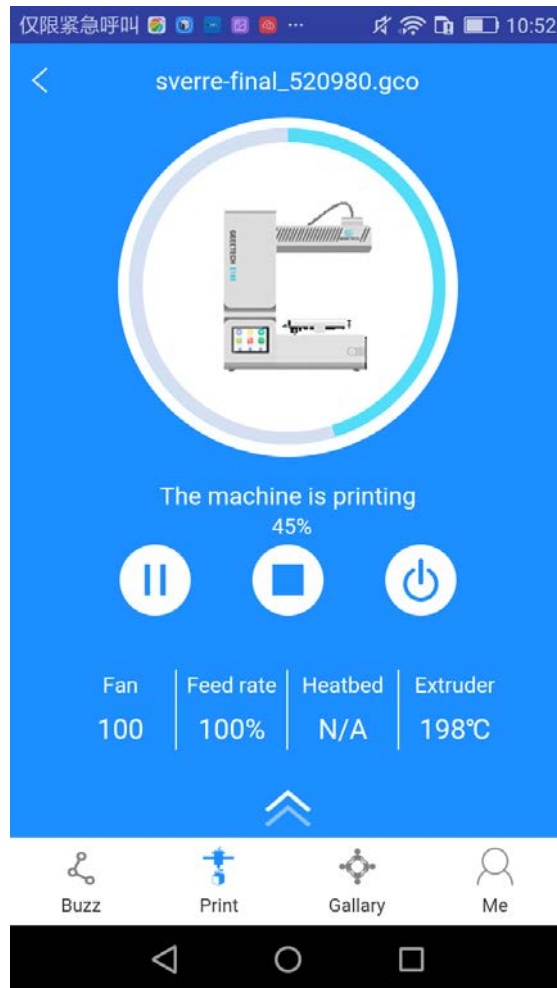 仅限紧急呼叫 ··· 10:52
sverre-final_520980.gco
GEEETECH
The machine is printing
45%
Fan Feed rate Heatbed Extruder
100 100% N/A 198℃
Buzz Print Gallary Me